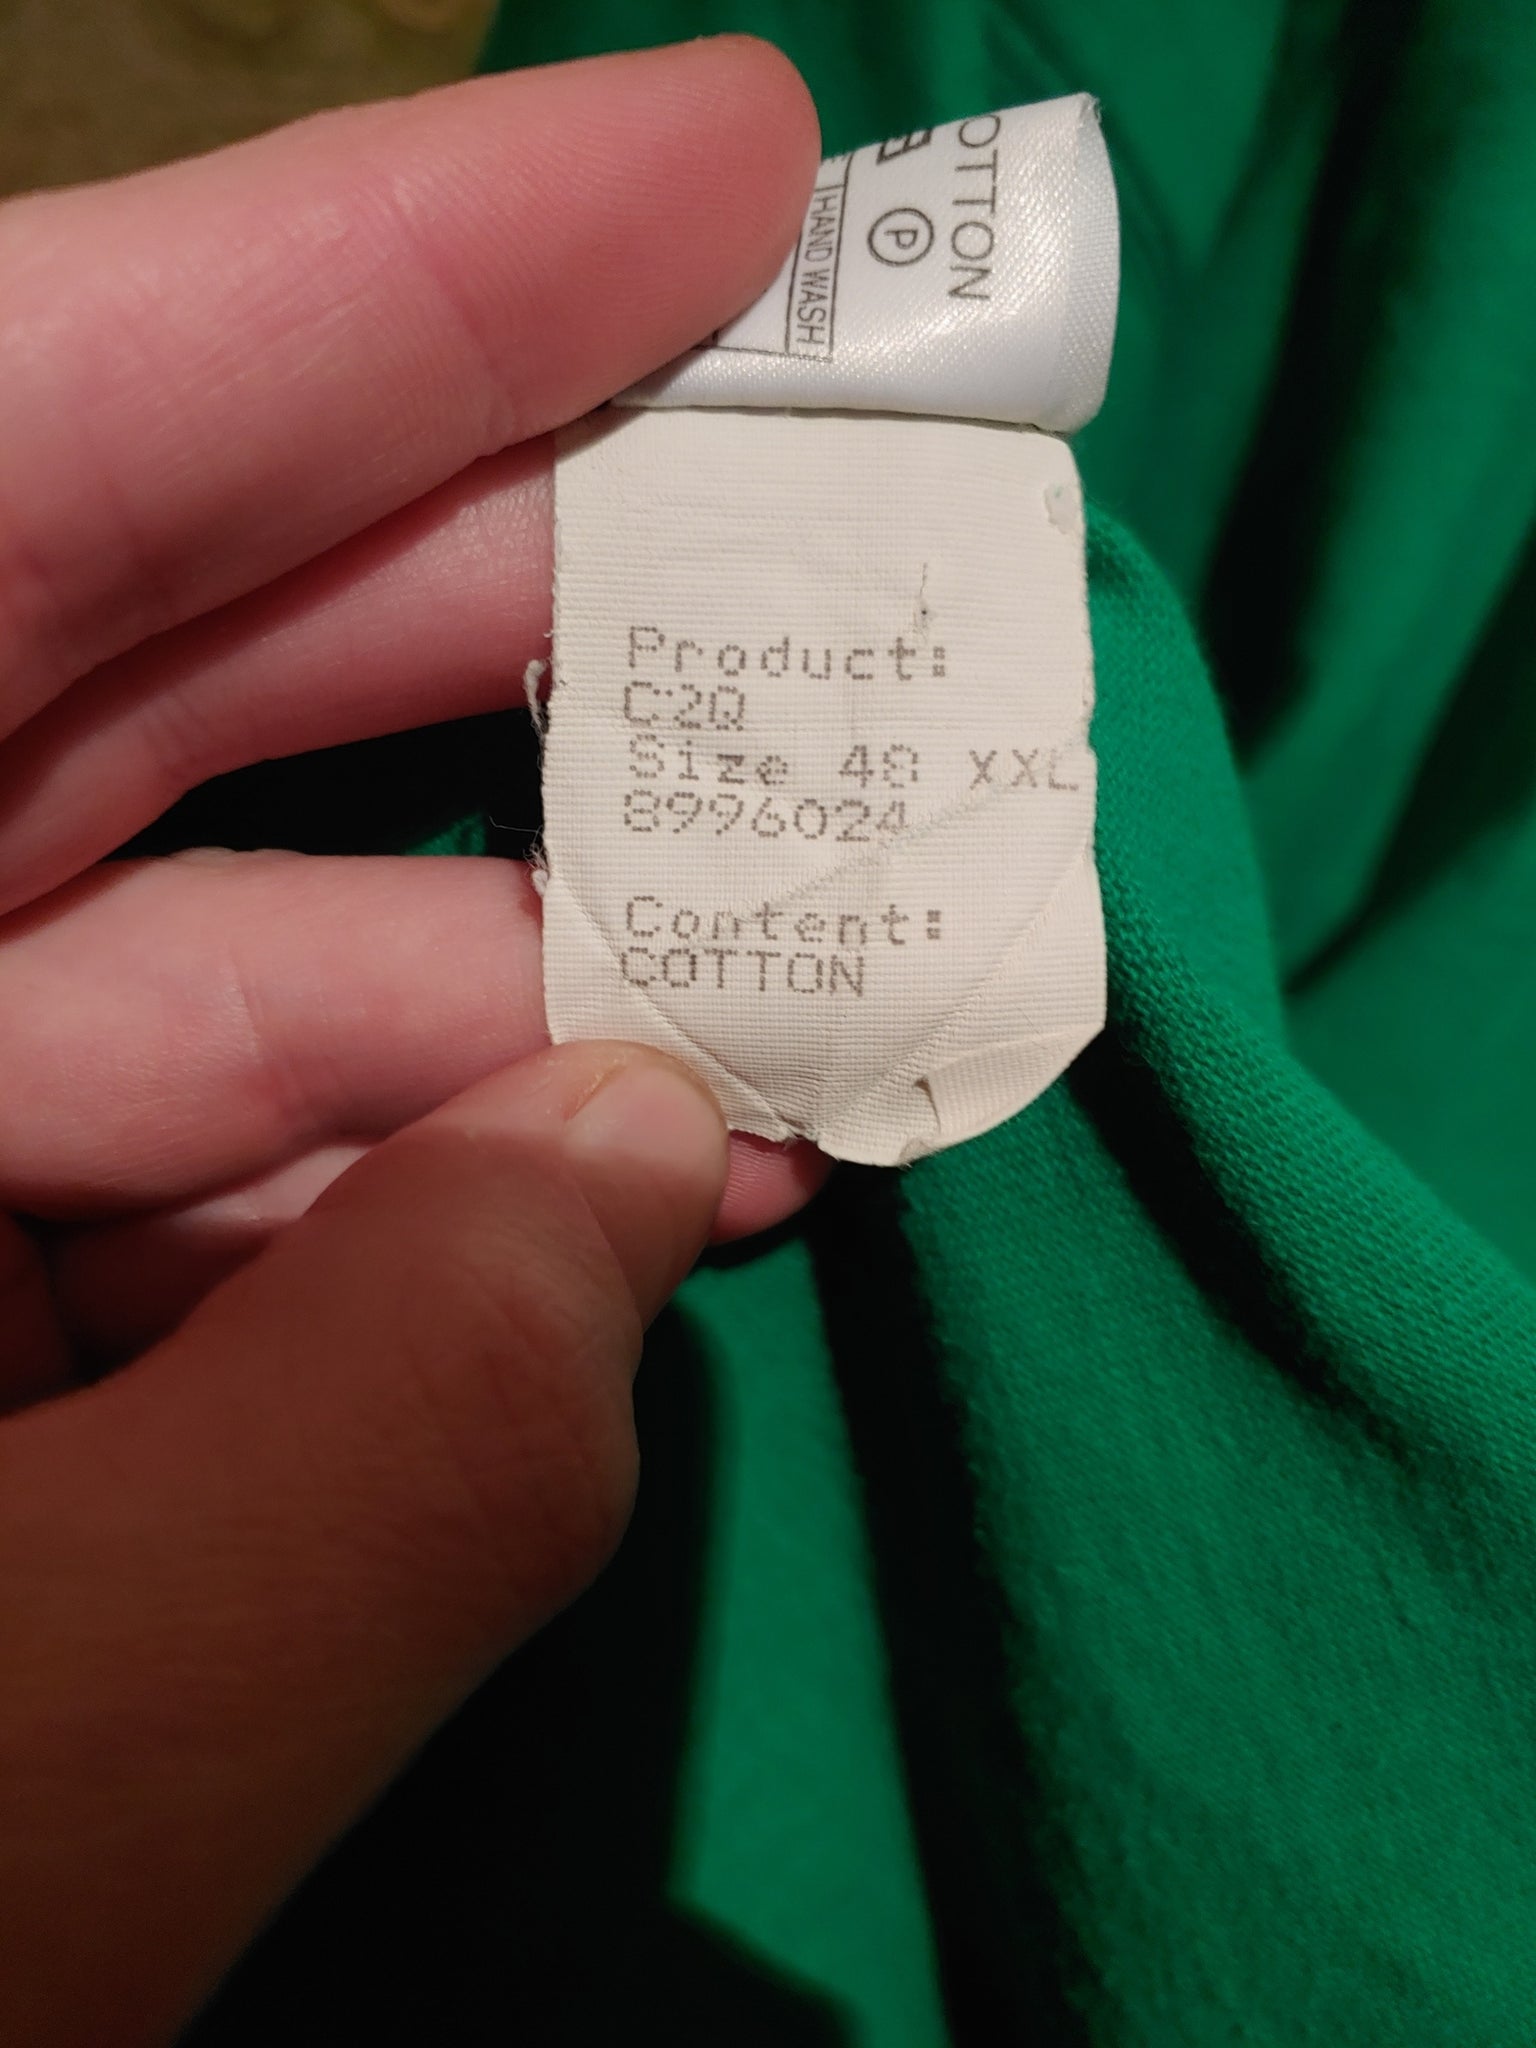 OTTON
P
HAND WASH
Product:
C2Q
Size 48 XXL
8996024
Content:
COTTON